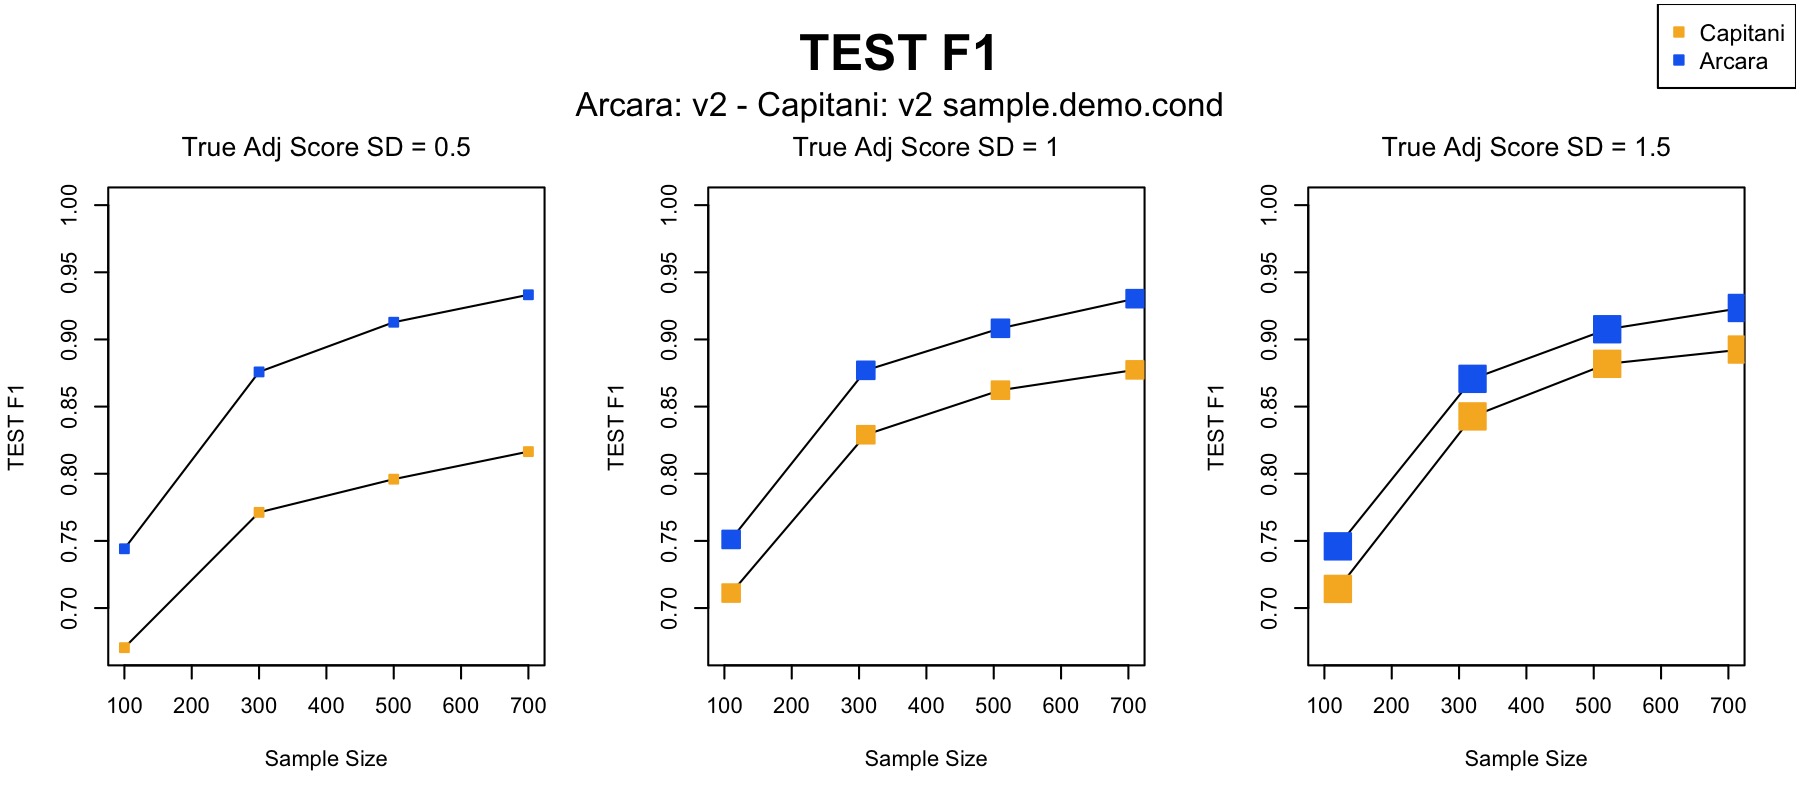 TEST F1
Arcara: v2 - Capitani: v2 sample.demo.cond
Capitani
Arcara
True Adj Score SD = 0.5
TEST F1
1.00
0.95
0.90
0.85
0.80
0.75
0.70
100 200 300 400 500 600 700
Sample Size
True Adj Score SD = 1
TEST F1
1.00
0.95
0.90
0.85
0.80
0.75
0.70
100 200 300 400 500 600 700
Sample Size
True Adj Score SD = 1.5
TEST F1
1.00
0.95
0.90
0.85
0.80
0.75
0.70
100 200 300 400 500 600 700
Sample Size